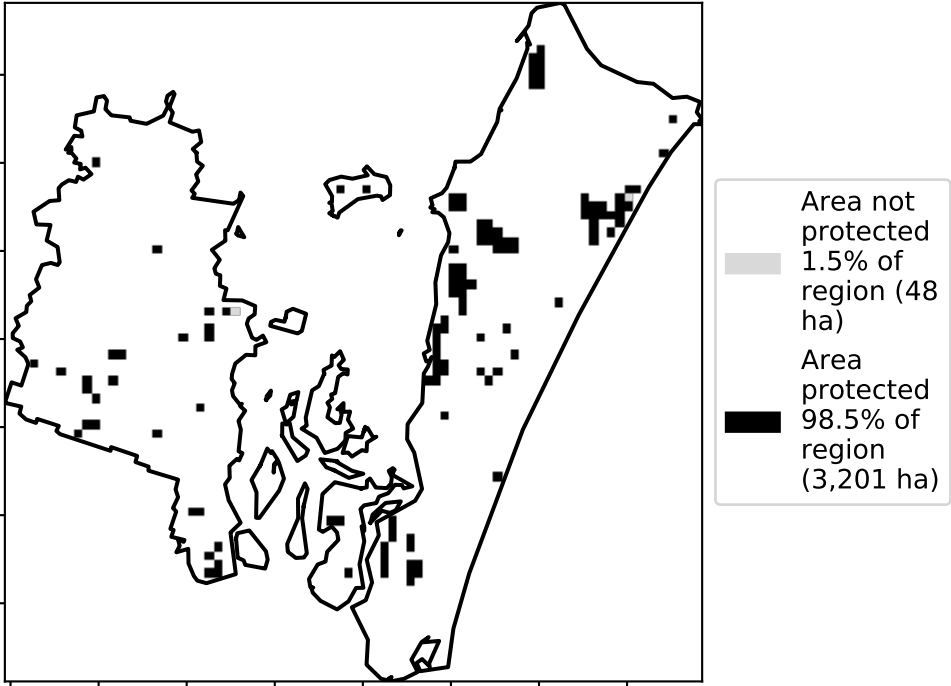 Area not
protected
1.5% of
region (48
ha)
Area
protected
98.5% of
region
(3,201 ha)